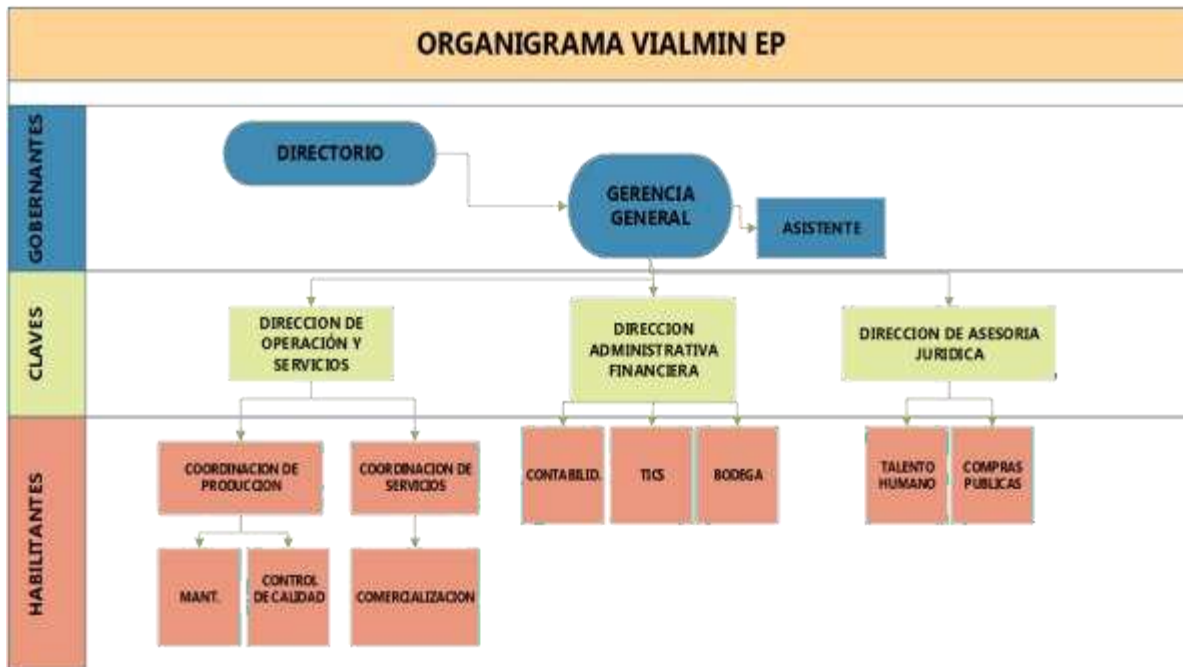 ORGANIGRAMA VIALMIN EP
GOBERNANTES
DIRECTORIO
GERENCIA
GENERAL
ASISTENTE
CLAVES
DIRECCION DE
OPERACIÓN Y
SERVICIOS
DIRECCION
ADMINISTRATIVA
FINANCIERA
DIRECCION DE ASESORIA
JURIDICA
HABILITANTES
COORDINACION DE
PRODUCCION
COORDINACION DE
SERVICIOS
CONTABILID.
TICS
BODEGA
TALENTO
HUMANO
COMPRAS
PUBLICAS
MANT.
CONTROL
DE CALIDAD
COMERCIALIZACION